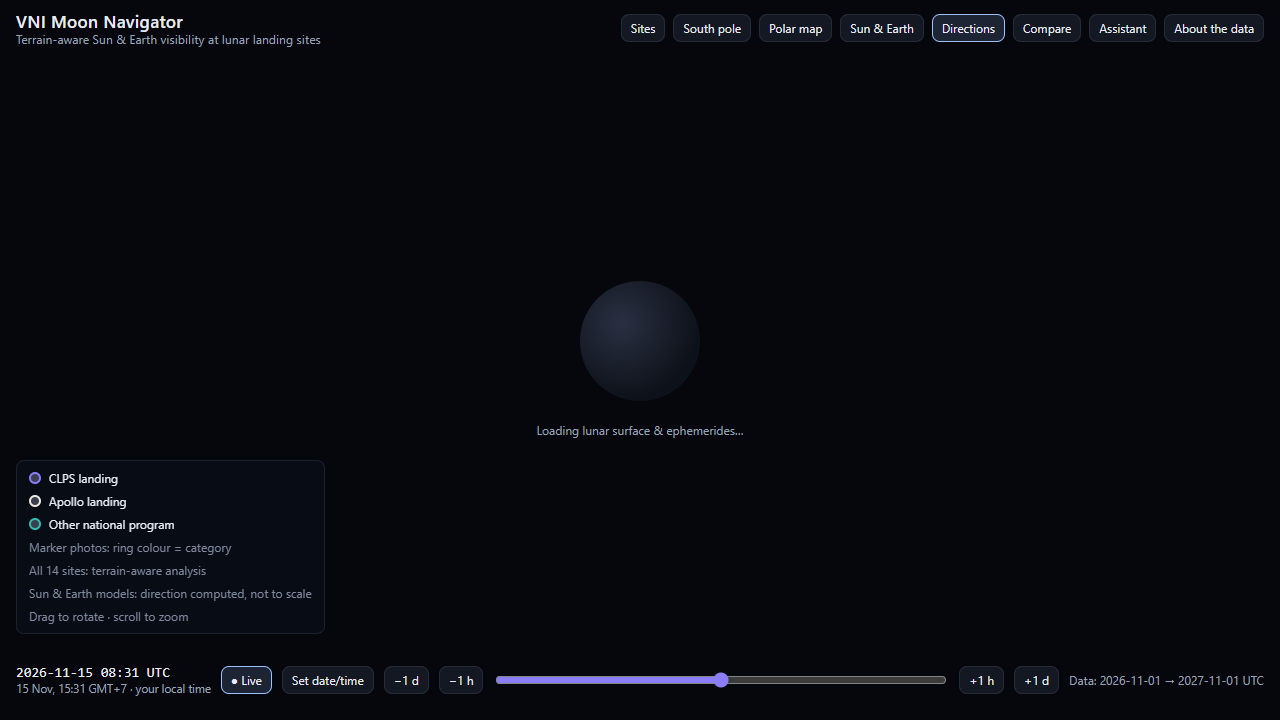 VNI Moon Navigator
Terrain-aware Sun & Earth visibility at lunar landing sites
Sites
South pole
Polar map
Sun & Earth
Directions
Compare
Assistant
About the data
Loading lunar surface & ephemerides...
CLPS landing
Apollo landing
Other national program
Marker photos: ring colour = category
All 14 sites: terrain-aware analysis
Sun & Earth models: direction computed, not to scale
Drag to rotate · scroll to zoom
2026-11-15 08:31 UTC
15 Nov, 15:31 GMT+7 · your local time
● Live
Set date/time
−1 d
−1 h
+1 h
+1 d
Data: 2026-11-01 → 2027-11-01 UTC